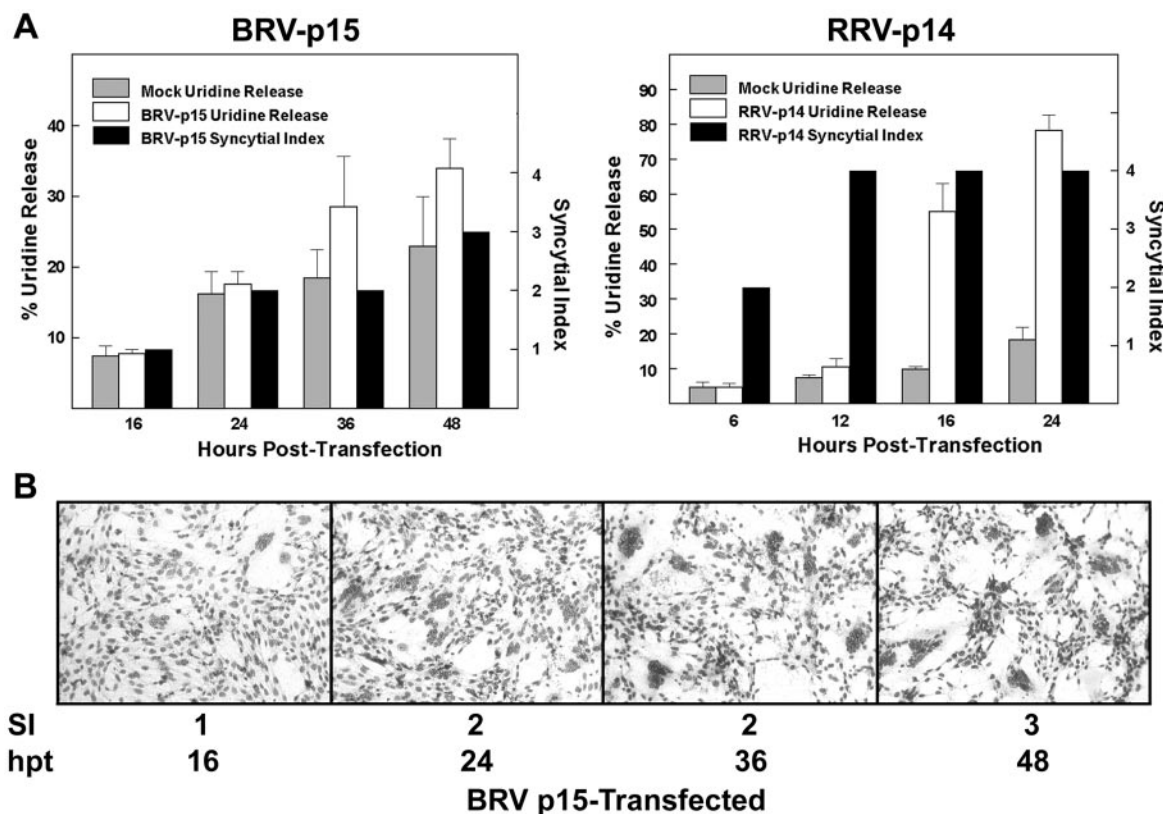 A
BRV-p15
RRV-p14
Mock Uridine Release
BRV-p15 Uridine Release
BRV-p15 Syncytial Index
% Uridine Release
40
30
20
10
4
3
2
1
Syncytial Index
16 24 36 48
Hours Post-Transfection
Mock Uridine Release
RRV-p14 Uridine Release
RRV-p14 Syncytial Index
% Uridine Release
90
80
70
60
50
40
30
20
10
4
3
2
1
Syncytial Index
6 12 16 24
Hours Post-Transfection
B
SI 1 2 2 3
hpt 16 24 36 48
BRV p15-Transfected